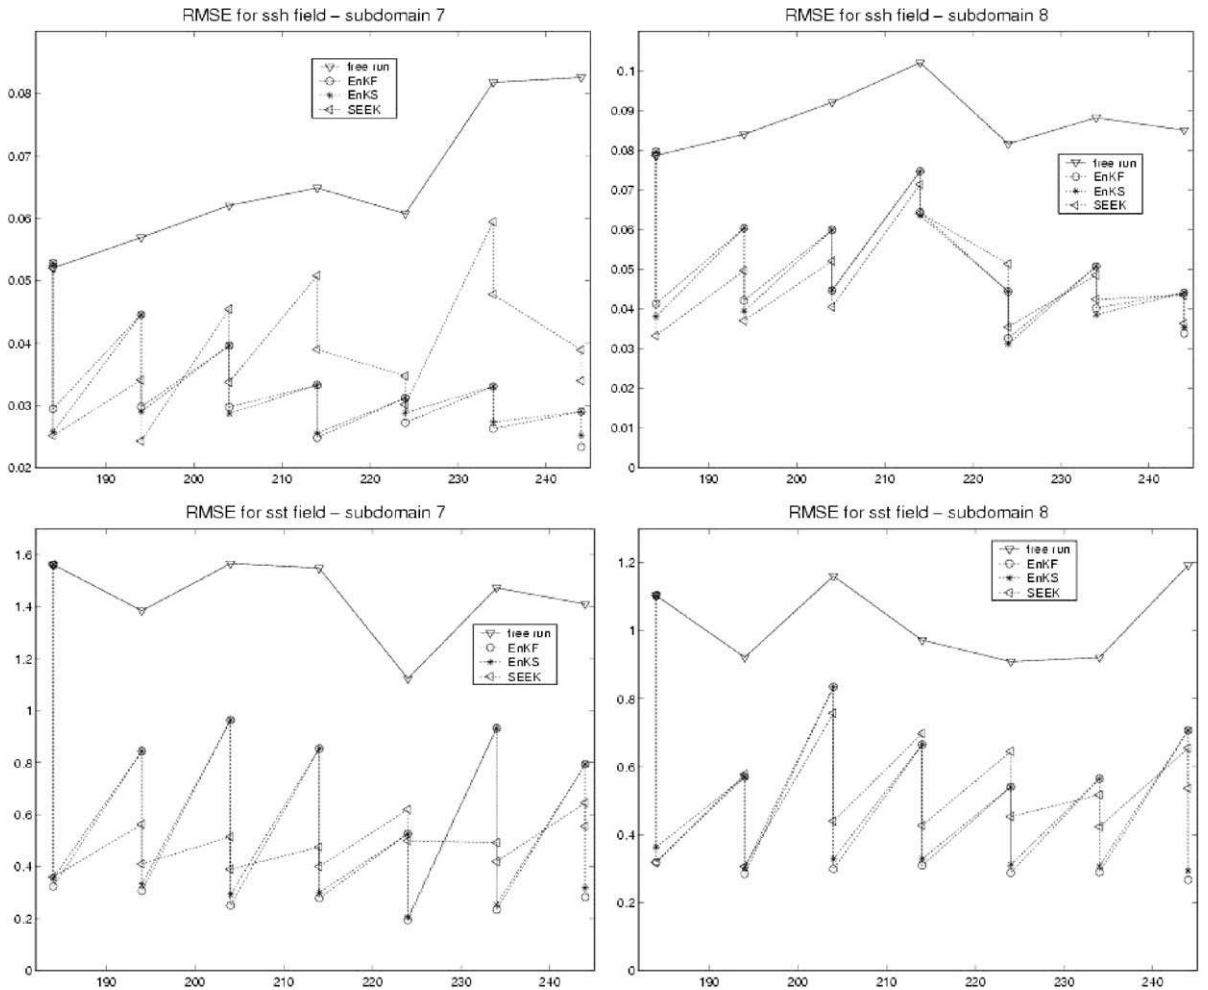 RMSE for ssh field – subdomain 7
0.08
0.07
0.06
0.05
0.04
0.03
0.02
free run
EnKF
EnKS
SEEK
190 200 210 220 230 240
RMSE for ssh field – subdomain 8
0.1
0.09
0.08
0.07
0.06
0.05
0.04
0.03
0.02
0.01
0
free run
EnKF
EnKS
SEEK
190 200 210 220 230 240
RMSE for sst field – subdomain 7
1.6
1.4
1.2
1
0.8
0.6
0.4
0.2
0
free run
EnKF
EnKS
SEEK
190 200 210 220 230 240
RMSE for sst field – subdomain 8
1.2
1
0.8
0.6
0.4
0.2
0
free run
EnKF
EnKS
SEEK
190 200 210 220 230 240